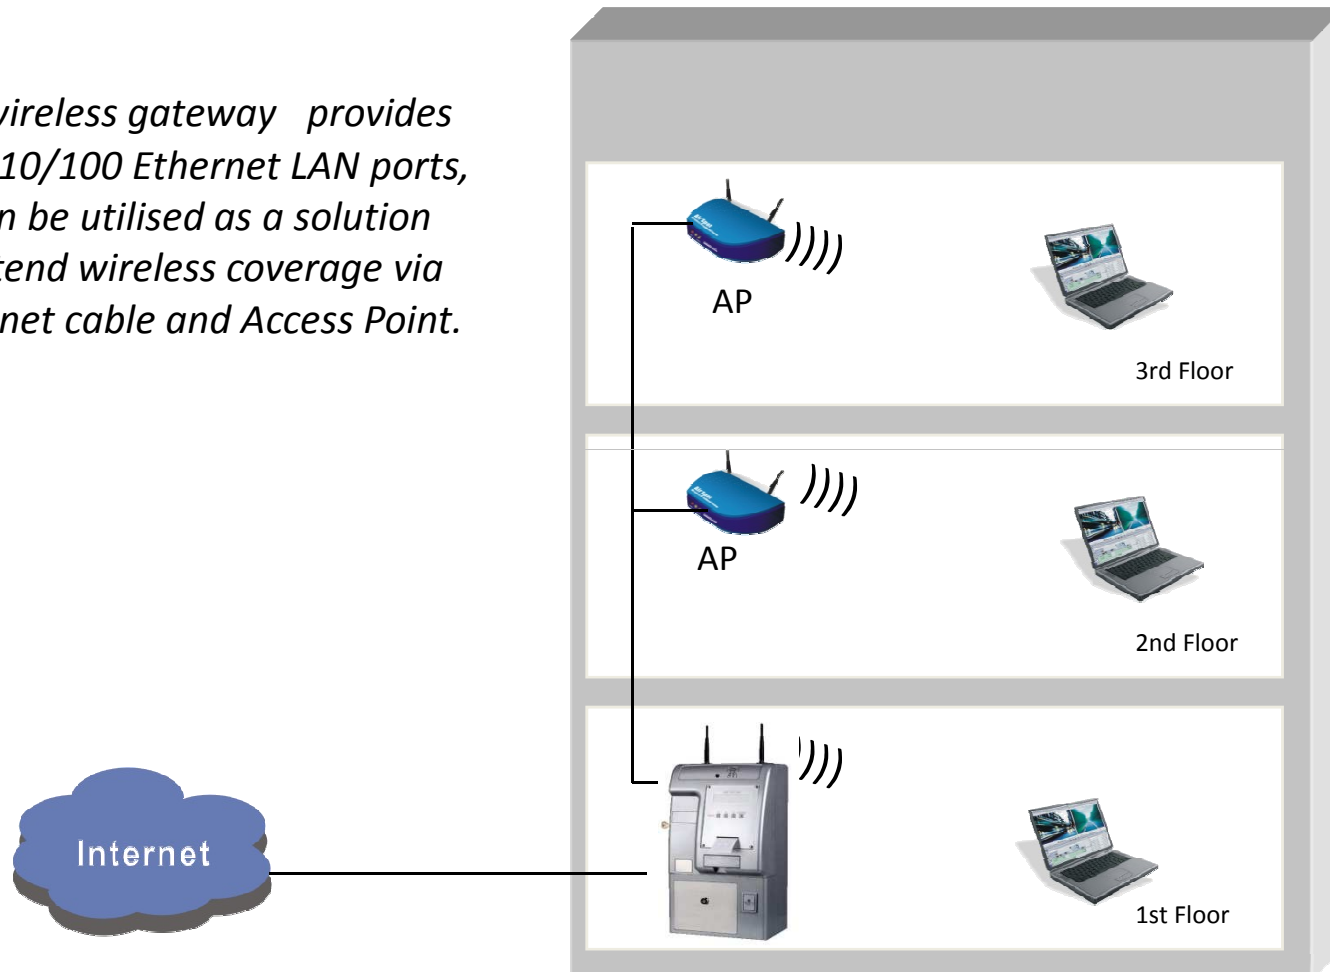 wireless gateway provides
10/100 Ethernet LAN ports,
n be utilised as a solution
tend wireless coverage via
net cable and Access Point.
AP
3rd Floor
AP
2nd Floor
Internet
1st Floor